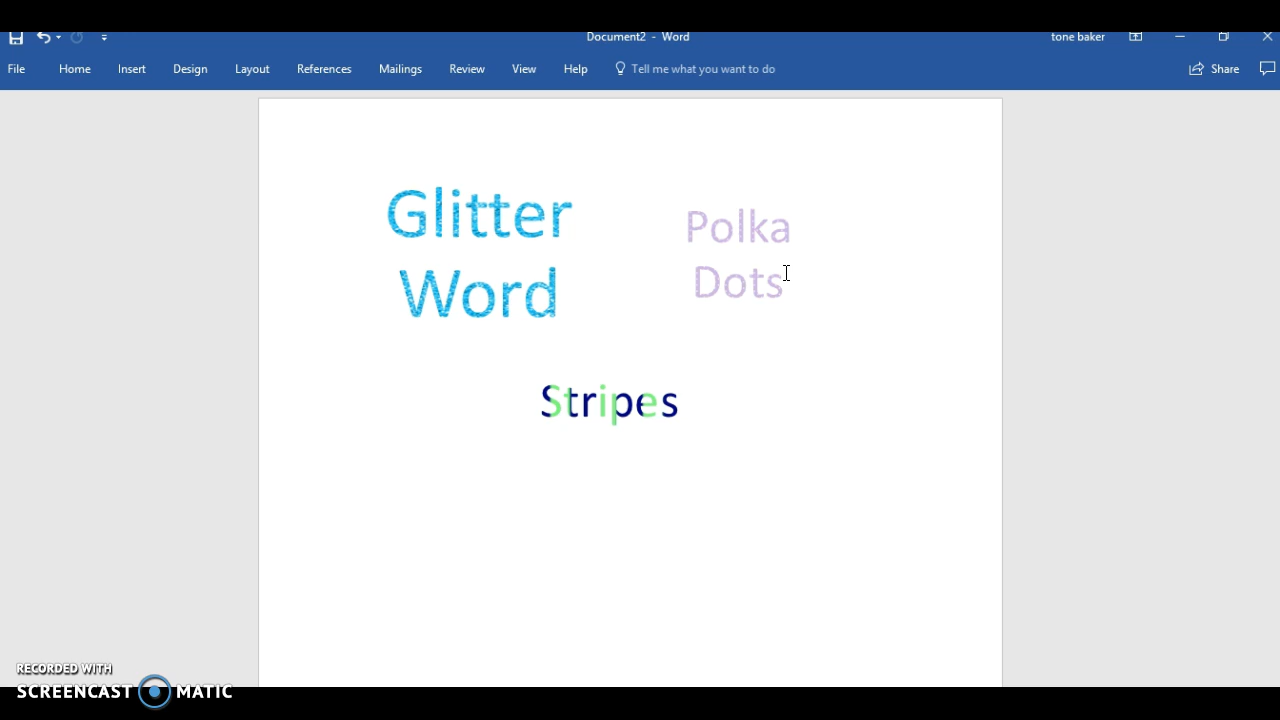 Document2 - Word
tone baker
File Home Insert Design Layout References Mailings Review View Help Tell me what you want to do Share
Glitter
Word
Polka
Dots
Stripes
RECORDED WITH
SCREENCAST MATIC